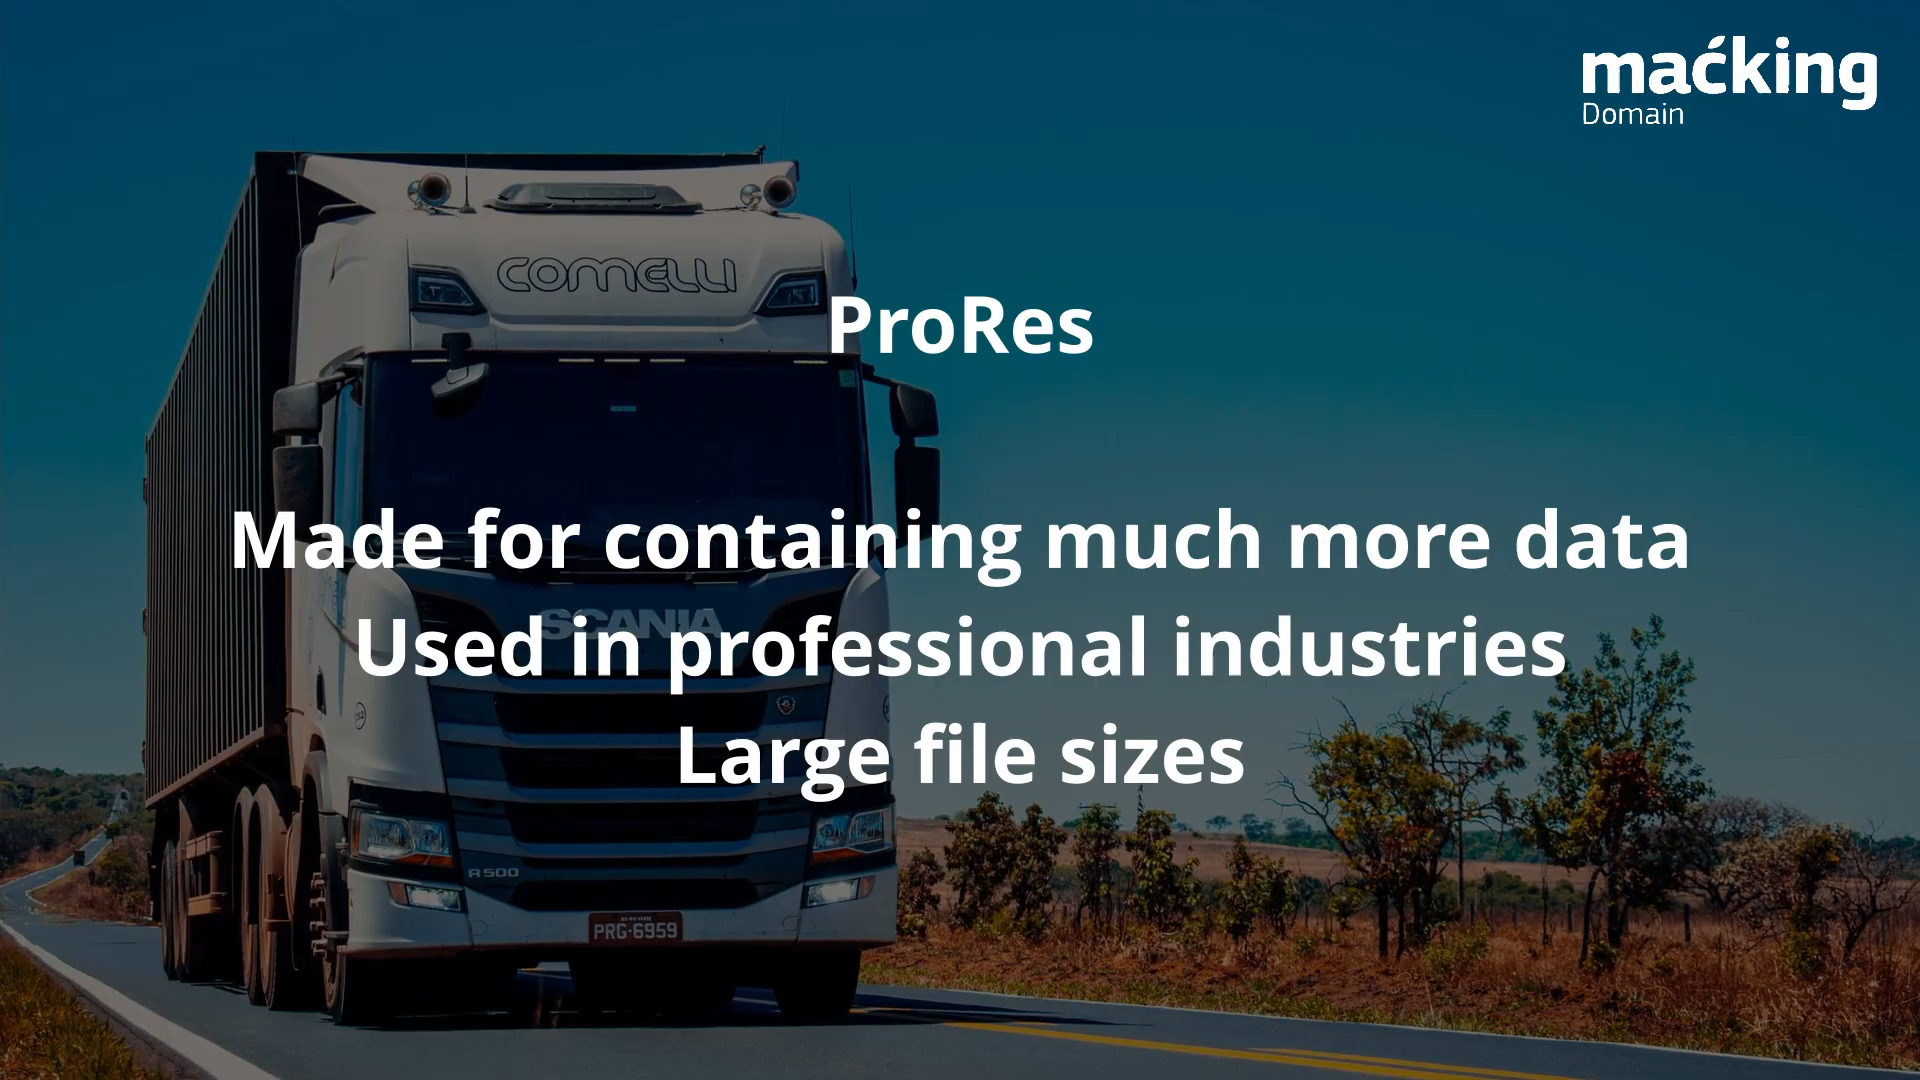 maćking
Domain
COMELLI
ProRes
Made for containing much more data
SCANIA
Used in professional industries
Large file sizes
R 500
PRG-6959